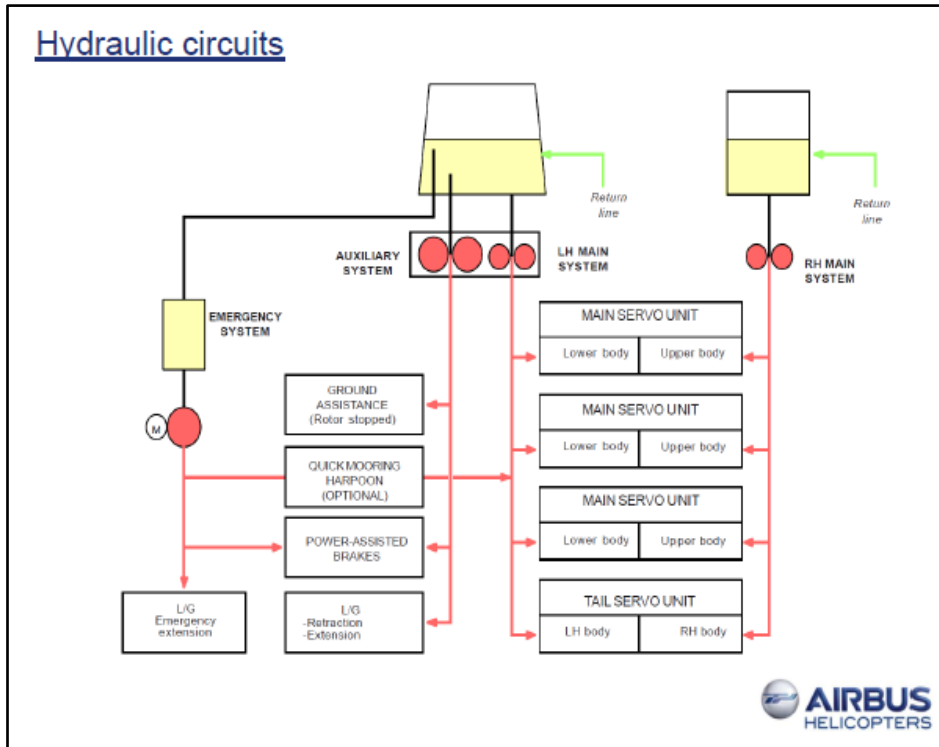 Hydraulic circuits
Return
line
Return
line
AUXILIARY
SYSTEM
LH MAIN
SYSTEM
RH MAIN
SYSTEM
EMERGENCY
SYSTEM
M
MAIN SERVO UNIT
Lower body
Upper body
GROUND
ASSISTANCE
(Rotor stopped)
MAIN SERVO UNIT
Lower body
Upper body
QUICK MOORING
HARPOON
(OPTIONAL)
MAIN SERVO UNIT
Lower body
Upper body
POWER-ASSISTED
BRAKES
L/G
Emergency
extension
L/G
-Retraction
-Extension
TAIL SERVO UNIT
LH body
RH body
AIRBUS
HELICOPTERS